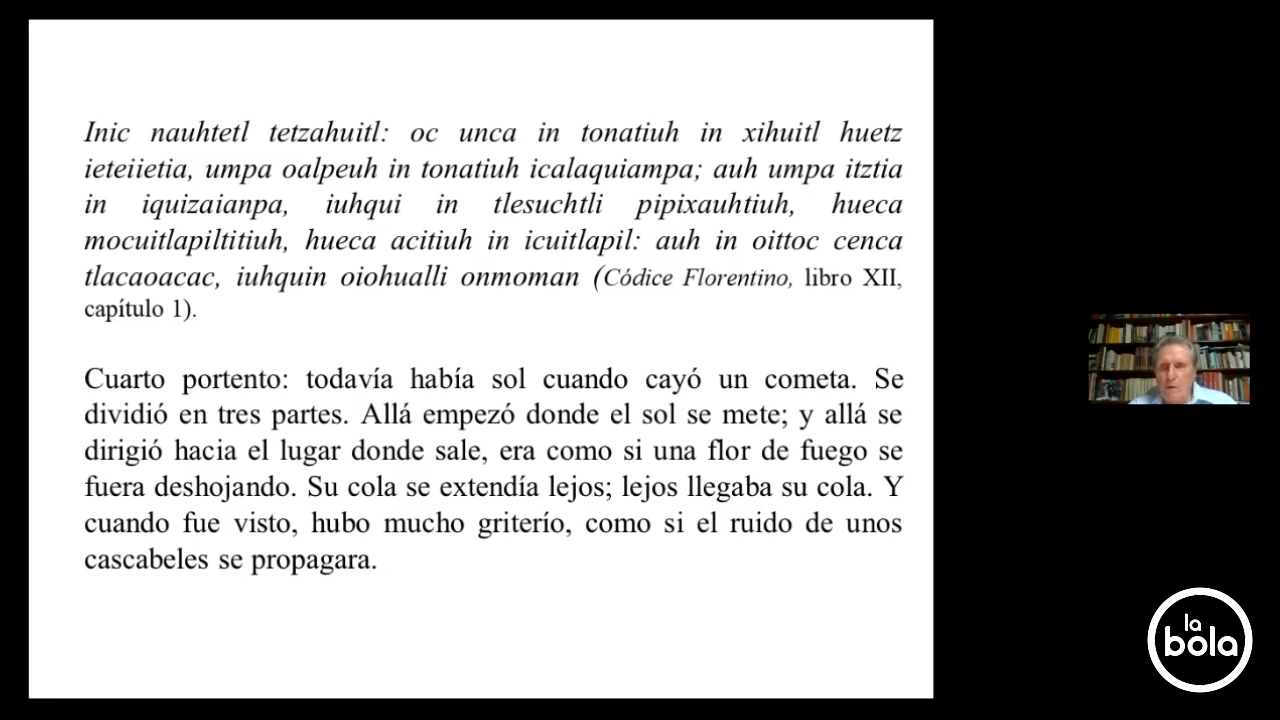 Inic nauhtetl tetzahuitl: oc unca in tonatiuh in xihuitl huetz
ieteiietia, umpa oalpeuh in tonatiuh icalaquiampa; auh umpa itztia
in iquizaianpa, iuhqui in tlesuchtli pipixauhtiuh, hueca
mocuitlapiltitiuh, hueca acitiuh in icuitlapil: auh in oittoc cenca
tlacaoacac, iuhquin oiohualli onmoman (Códice Florentino, libro XII,
capítulo 1).
Cuarto portento: todavía había sol cuando cayó un cometa. Se
dividió en tres partes. Allá empezó donde el sol se mete; y allá se
dirigió hacia el lugar donde sale, era como si una flor de fuego se
fuera deshojando. Su cola se extendía lejos; lejos llegaba su cola. Y
cuando fue visto, hubo mucho griterío, como si el ruido de unos
cascabeles se propagara.
la
bola